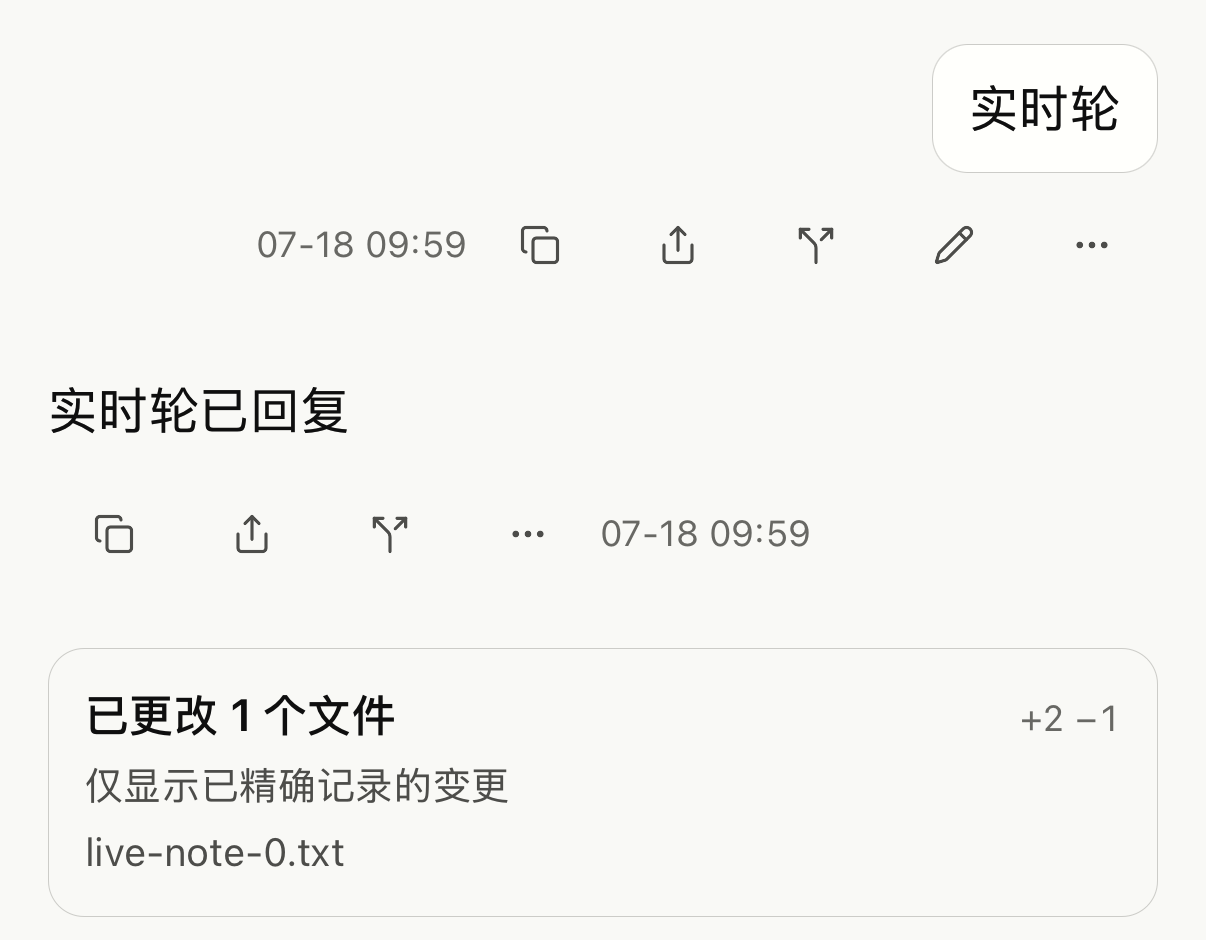 实时轮
07-18 09:59
实时轮已回复
07-18 09:59
已更改 1 个文件
+2 −1
仅显示已精确记录的变更
live-note-0.txt